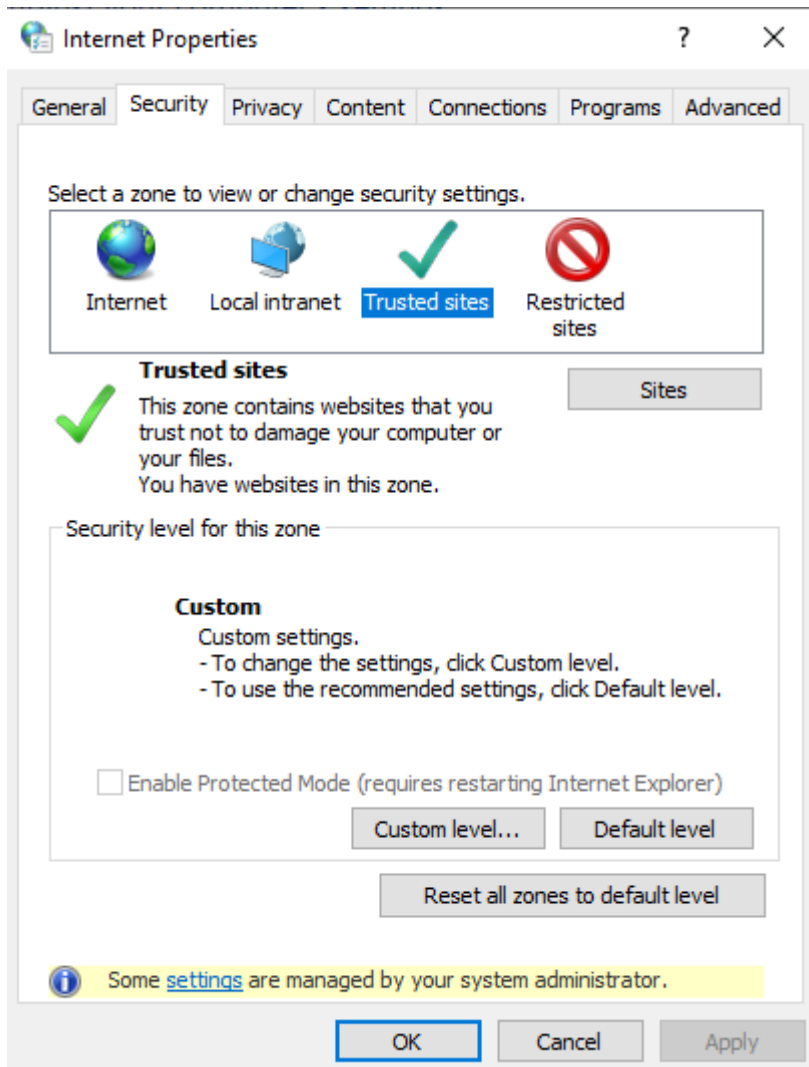 Internet Properties
?
General Security Privacy Content Connections Programs Advanced
Select a zone to view or change security settings.
Internet
Local intranet
Trusted sites
Restricted
sites
Trusted sites
Sites
This zone contains websites that you
trust not to damage your computer or
your files.
You have websites in this zone.
Security level for this zone
Custom
Custom settings.
- To change the settings, click Custom level.
- To use the recommended settings, click Default level.
Enable Protected Mode (requires restarting Internet Explorer)
Custom level... Default level
Reset all zones to default level
Some settings are managed by your system administrator.
OK Cancel Apply